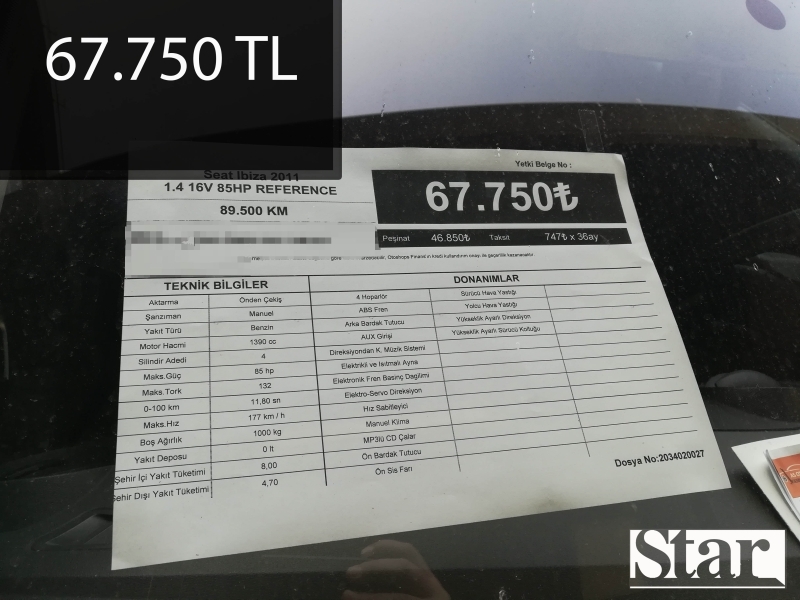 67.750 TL
Yetki Belge No :
Seat Ibiza 2011
1.4 16V 85HP REFERENCE
89.500 KM
67.750₺
Peşinat 46.850₺ Taksit 747₺ x 36ay
TEKNİK BİLGİLER
Aktarma Önden Çekiş
Şanzıman Manuel
Yakıt Türü Benzin
Motor Hacmi 1390 cc
Silindir Adedi 4
Maks.Güç 85 hp
Maks.Tork 132
0-100 km 11,80 sn
Maks.Hız 177 km / h
Boş Ağırlık 1000 kg
Yakıt Deposu 0 lt
Şehir İçi Yakıt Tüketimi 8,00
Şehir Dışı Yakıt Tüketimi 4,70
DONANIMLAR
4 Hoparlör Sürücü Hava Yastığı
ABS Fren Yolcu Hava Yastığı
Arka Bardak Tutucu Yükseklik Ayarlı Direksiyon
AUX Girişi Yükseklik Ayarlı Sürücü Koltuğu
Direksiyondan K. Müzik Sistemi
Elektrikli ve Isıtmalı Ayna
Elektronik Fren Basınç Dagilimi
Elektro-Servo Direksiyon
Hız Sabitleyici
Manuel Klima
MP3lü CD Çalar
Ön Bardak Tutucu
Ön Sis Farı
Dosya No:2034020027
Star